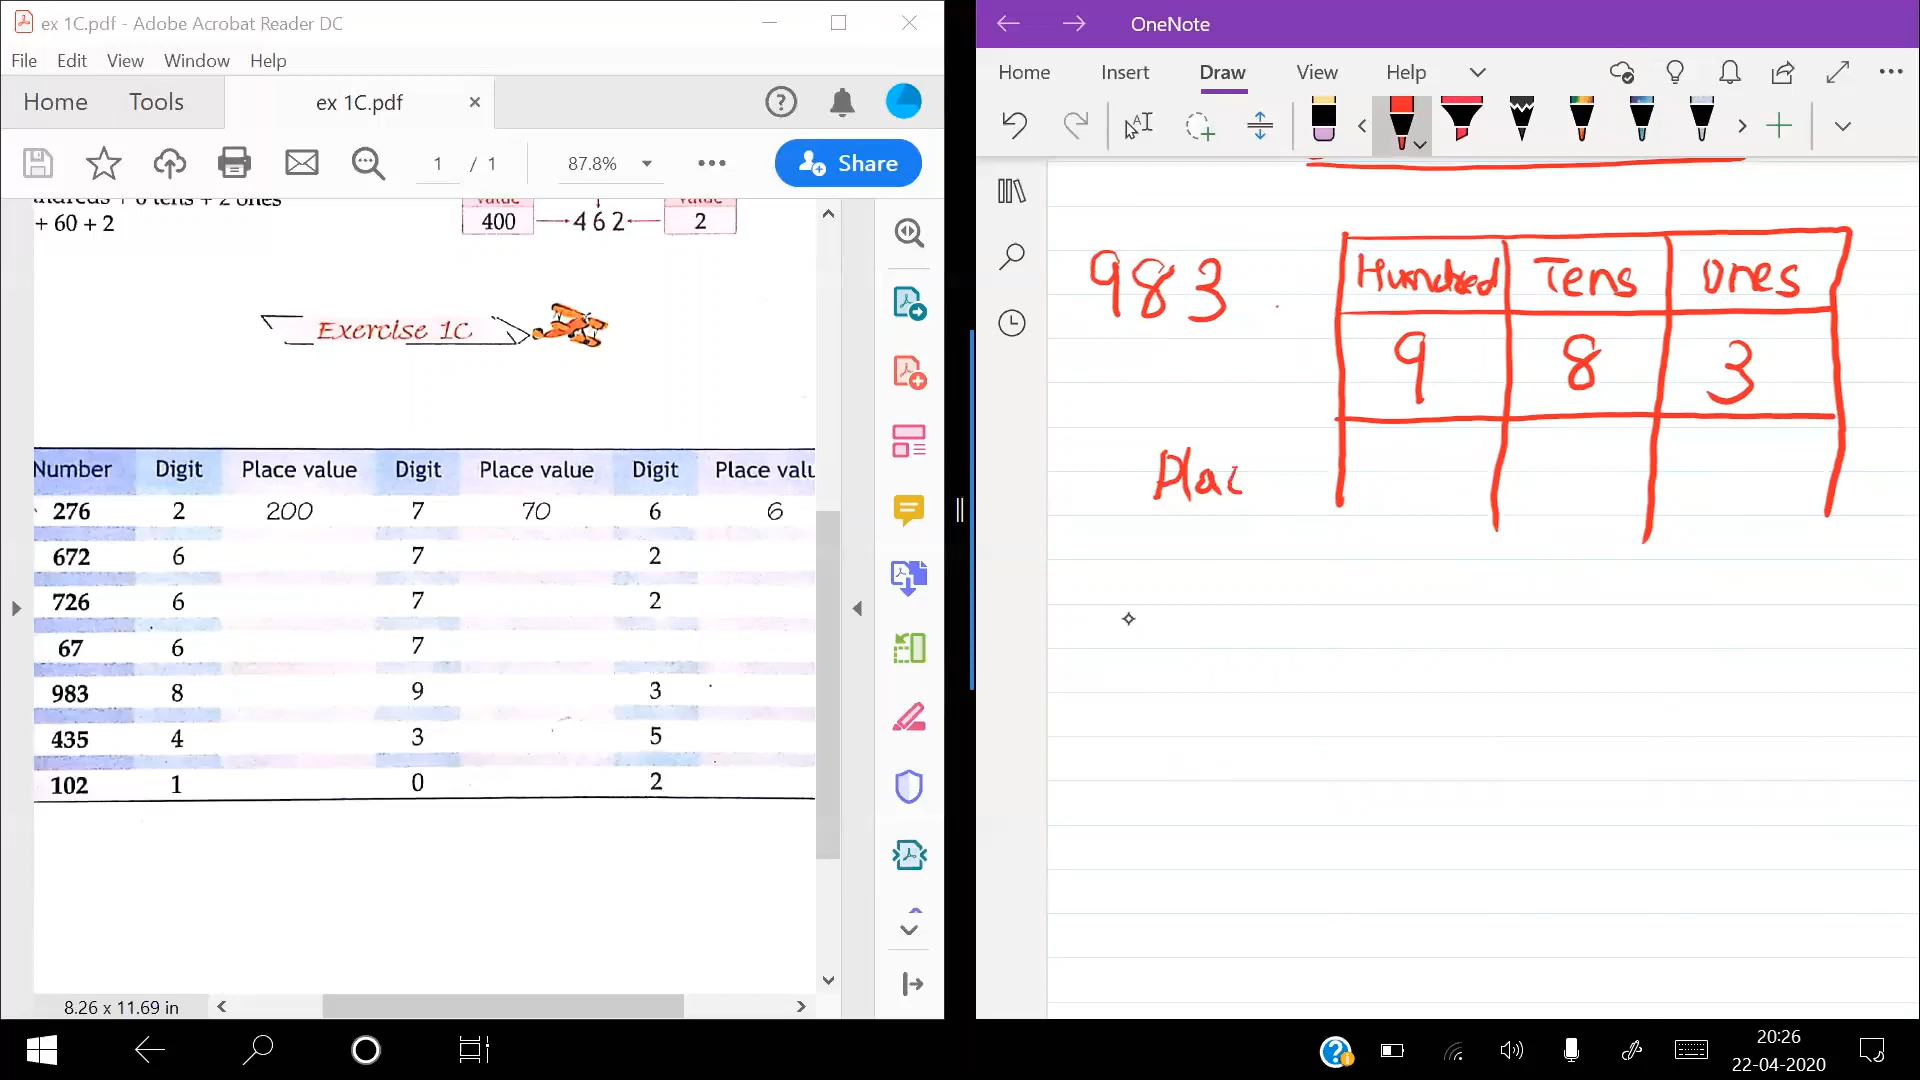 ex 1C.pdf - Adobe Acrobat Reader DC
File Edit View Window Help
Home Tools ex 1C.pdf ×
1 / 1 87.8% Share
+ 60 + 2
400 4 6 2 2
Exercise 1C
Number Digit Place value Digit Place value Digit Place valu
276 2 200 7 70 6 6
672 6 7 2
726 6 7 2
67 6 7
983 8 9 3
435 4 3 5
102 1 0 2
8.26 x 11.69 in
OneNote
Home Insert Draw View Help
983
Hundred Tens Ones
9 8 3
Plac
20:26
22-04-2020